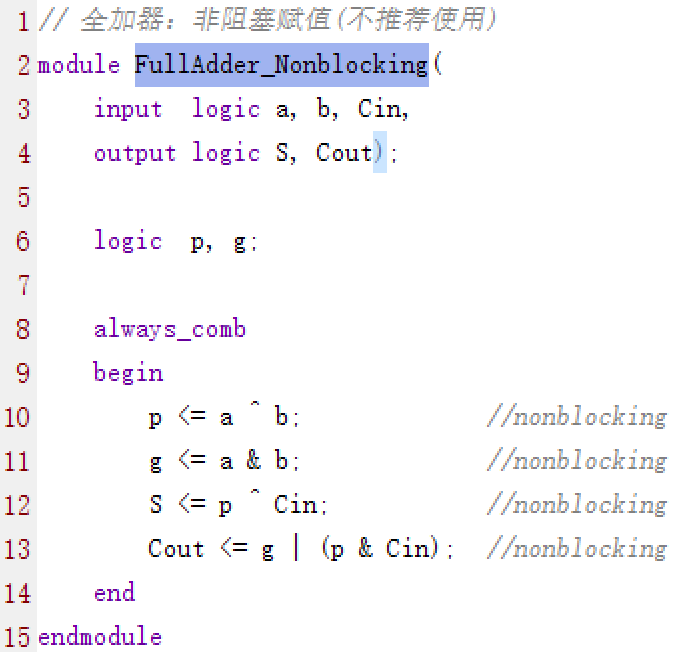 1 // 全加器：非阻塞赋值(不推荐使用)
2 module FullAdder_Nonblocking(
3     input  logic a, b, Cin,
4     output logic S, Cout);
5
6     logic  p, g;
7
8     always_comb
9     begin
10         p <= a ^ b;             //nonblocking
11         g <= a & b;             //nonblocking
12         S <= p ^ Cin;           //nonblocking
13         Cout <= g | (p & Cin);  //nonblocking
14     end
15 endmodule